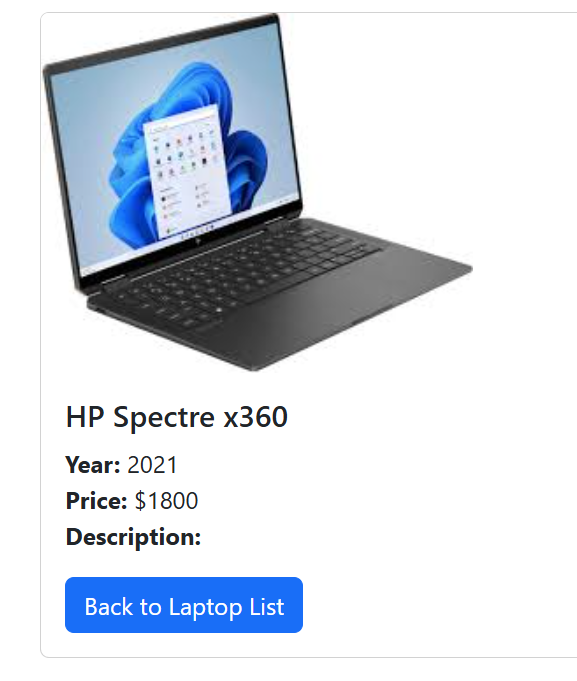 HP Spectre x360
Year: 2021
Price: $1800
Description:
Back to Laptop List